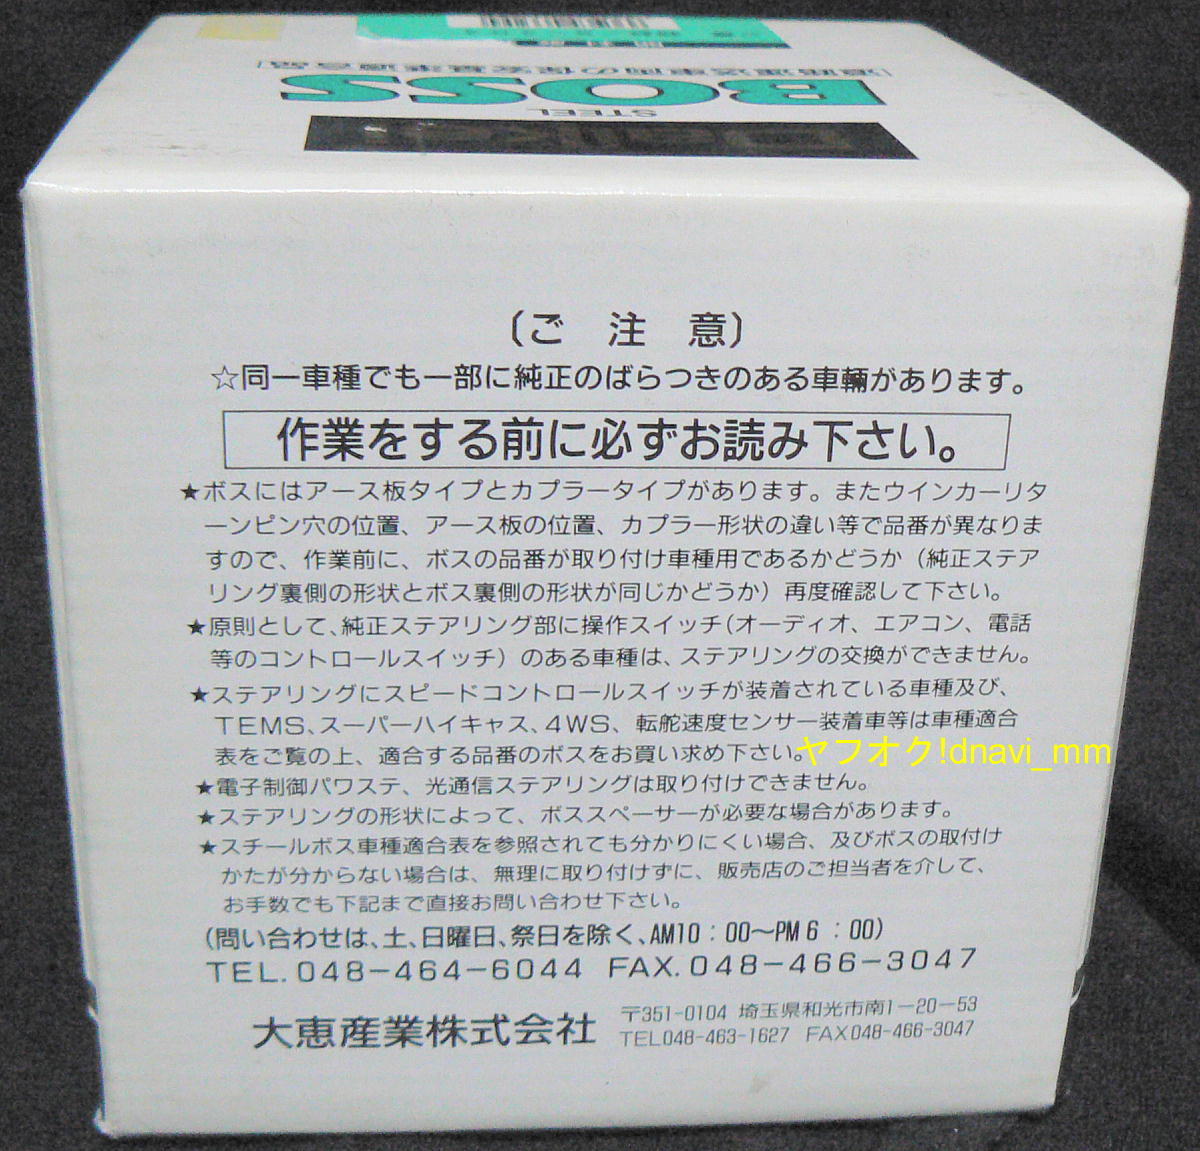 道路運送車両の保安基準適合品
BOSS
STEEL
〔ご 注 意〕
☆同一車種でも一部に純正のばらつきのある車輛があります。
作業をする前に必ずお読み下さい。
★ボスにはアース板タイプとカプラータイプがあります。またウインカーリタ
ーンピン穴の位置、アース板の位置、カプラー形状の違い等で品番が異なりま
すので、作業前に、ボスの品番が取り付け車種用であるかどうか（純正ステア
リング裏側の形状とボス裏側の形状が同じかどうか）再度確認して下さい。
★原則として、純正ステアリング部に操作スイッチ（オーディオ、エアコン、電話
等のコントロールスイッチ）のある車種は、ステアリングの交換ができません。
★ステアリングにスピードコントロールスイッチが装着されている車種及び、
TEMS、スーパーハイキャス、4WS、転舵速度センサー装着車等は車種適合
表をご覧の上、適合する品番のボスをお買い求め下さい。
ヤフオク!dnavi_mm
★電子制御パワステ、光通信ステアリングは取り付けできません。
★ステアリングの形状によって、ボススペーサーが必要な場合があります。
★スチールボス車種適合表を参照されても分かりにくい場合、及びボスの取付け
かたが分からない場合は、無理に取り付けずに、販売店のご担当者を介して、
お手数でも下記まで直接お問い合わせ下さい。
（問い合わせは、土、日曜日、祭日を除く、AM10：00〜PM6：00）
TEL.048−464−6044 FAX.048−466−3047
大恵産業株式会社
〒351-0104 埼玉県和光市南1−20−53
TEL048-463-1627 FAX048-466-3047